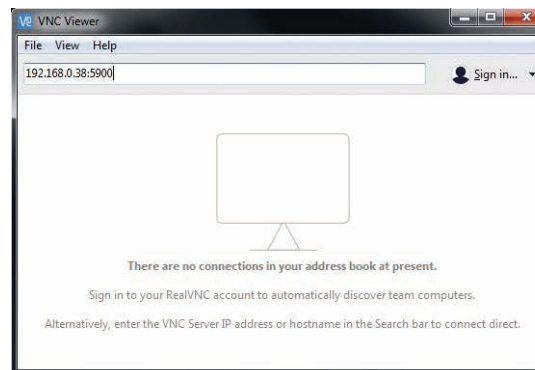 VNC Viewer
File View Help
192.168.0.38:5900
Sign in...
There are no connections in your address book at present.
Sign in to your RealVNC account to automatically discover team computers.
Alternatively, enter the VNC Server IP address or hostname in the Search bar to connect direct.